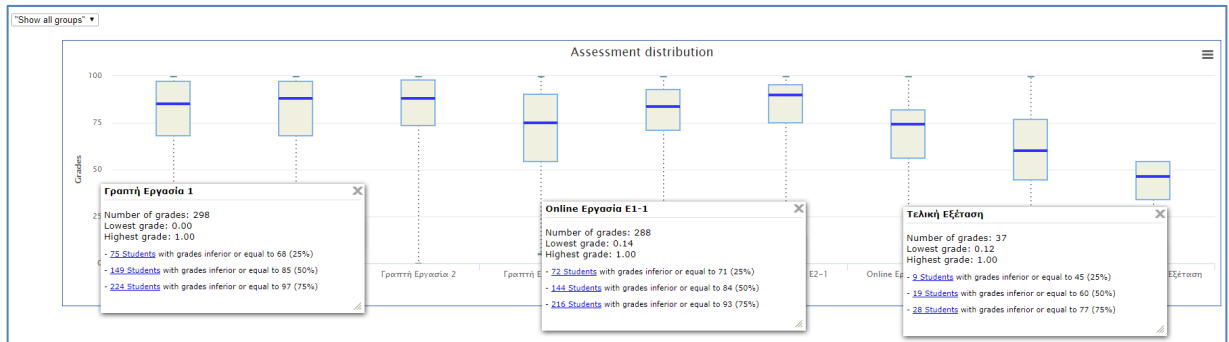 "Show all groups"
Assessment distribution
100
75
50
25
Grades
Γραπτή Εργασία 1
Number of grades: 298
Lowest grade: 0.00
Highest grade: 1.00
- 75 Students with grades inferior or equal to 68 (25%)
- 149 Students with grades inferior or equal to 85 (50%)
- 224 Students with grades inferior or equal to 97 (75%)
Γραπτή Εργασία 2
Γραπτή Ε
Online Εργασία Ε1-1
Number of grades: 288
Lowest grade: 0.14
Highest grade: 1.00
- 72 Students with grades inferior or equal to 71 (25%)
- 144 Students with grades inferior or equal to 84 (50%)
- 216 Students with grades inferior or equal to 93 (75%)
Ε2-1
Online Ερ
Τελική Εξέταση
Number of grades: 37
Lowest grade: 0.12
Highest grade: 1.00
- 9 Students with grades inferior or equal to 45 (25%)
- 19 Students with grades inferior or equal to 60 (50%)
- 28 Students with grades inferior or equal to 77 (75%)
Εξέταση